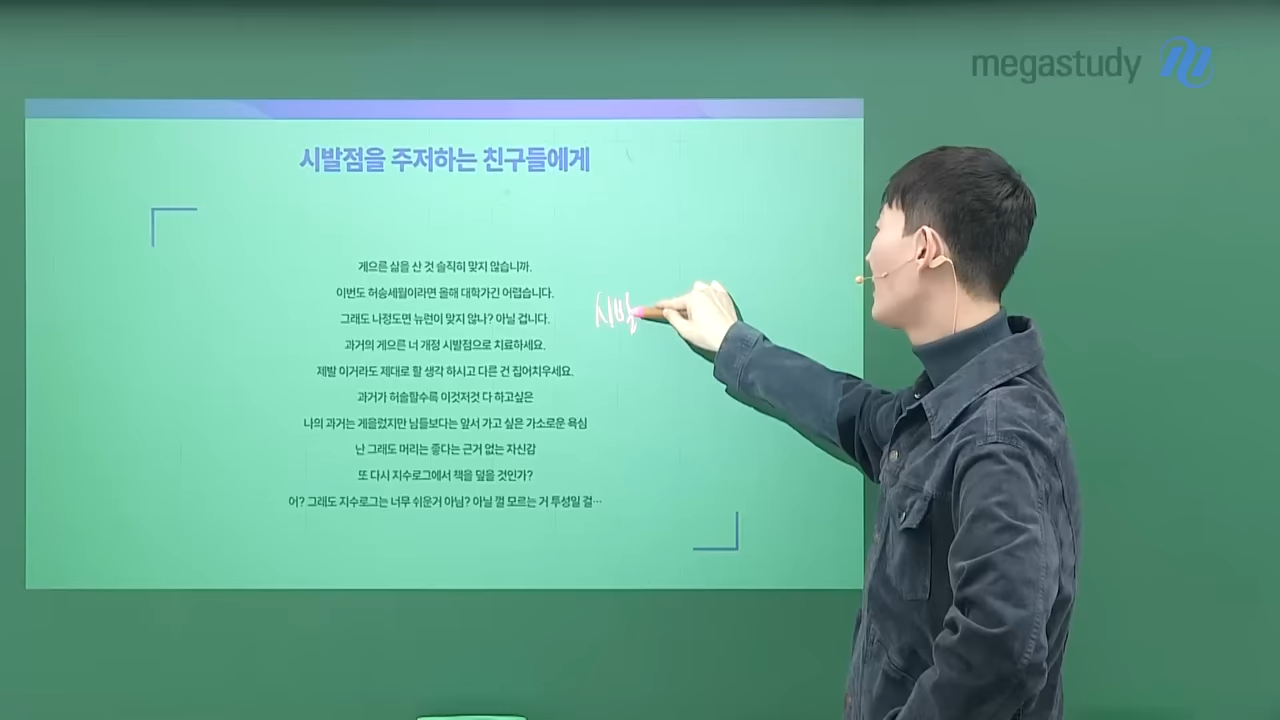 megastudy
시발점을 주저하는 친구들에게
게으른 삶을 산 것 솔직히 맞지 않습니까.
이번도 허송세월이라면 올해 대학가긴 어렵습니다.
그래도 나정도면 뉴런이 맞지 않나? 아닐 겁니다.
시발
과거의 게으른 너 개정 시발점으로 치료하세요.
제발 이거라도 제대로 할 생각 하시고 다른 건 집어치우세요.
과거가 허술할수록 이것저것 다 하고싶은
나의 과거는 게을렀지만 남들보다는 앞서 가고 싶은 가소로운 욕심
난 그래도 머리는 좋다는 근거 없는 자신감
또 다시 지수로그에서 책을 덮을 것인가?
어? 그래도 지수로그는 너무 쉬운거 아님? 아닐 껄 모르는 거 투성일 걸…